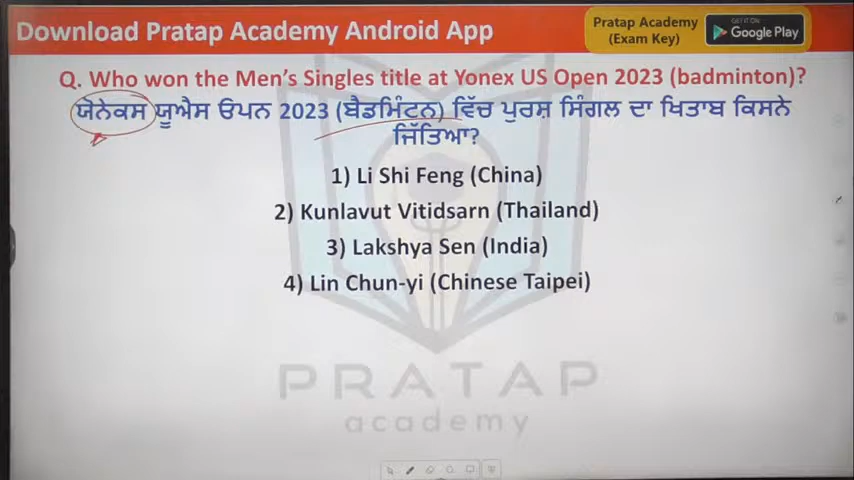 Download Pratap Academy Android App
Pratap Academy
(Exam Key)
GET IT ON
Google Play
Q. Who won the Men's Singles title at Yonex US Open 2023 (badminton)?
ਯੋਨੇਕਸ ਯੂਐਸ ਓਪਨ 2023 (ਬੈਡਮਿੰਟਨ) ਵਿੱਚ ਪੁਰਸ਼ ਸਿੰਗਲ ਦਾ ਖਿਤਾਬ ਕਿਸਨੇ
ਜਿੱਤਿਆ?
1) Li Shi Feng (China)
2) Kunlavut Vitidsarn (Thailand)
3) Lakshya Sen (India)
4) Lin Chun-yi (Chinese Taipei)
PRATAP
academy